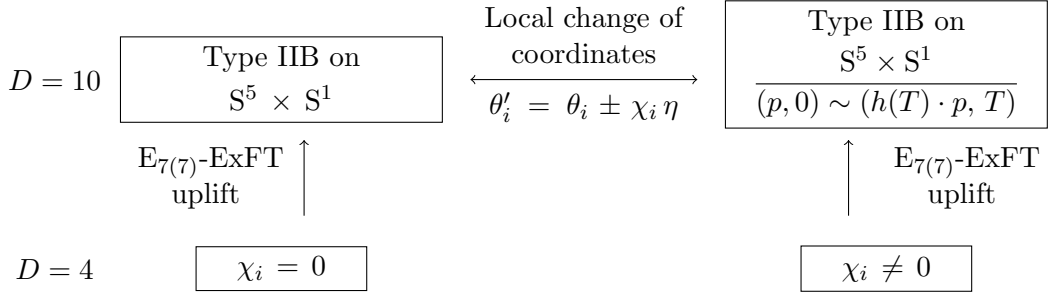 D = 10
Type IIB on
S⁵ × S¹
Local change of
coordinates
θ′ᵢ = θᵢ ± χᵢ η
Type IIB on
S⁵ × S¹
(p, 0) ∼ (h(T) · p, T)
E₇₍₇₎-ExFT
uplift
E₇₍₇₎-ExFT
uplift
D = 4
χᵢ = 0
χᵢ ≠ 0